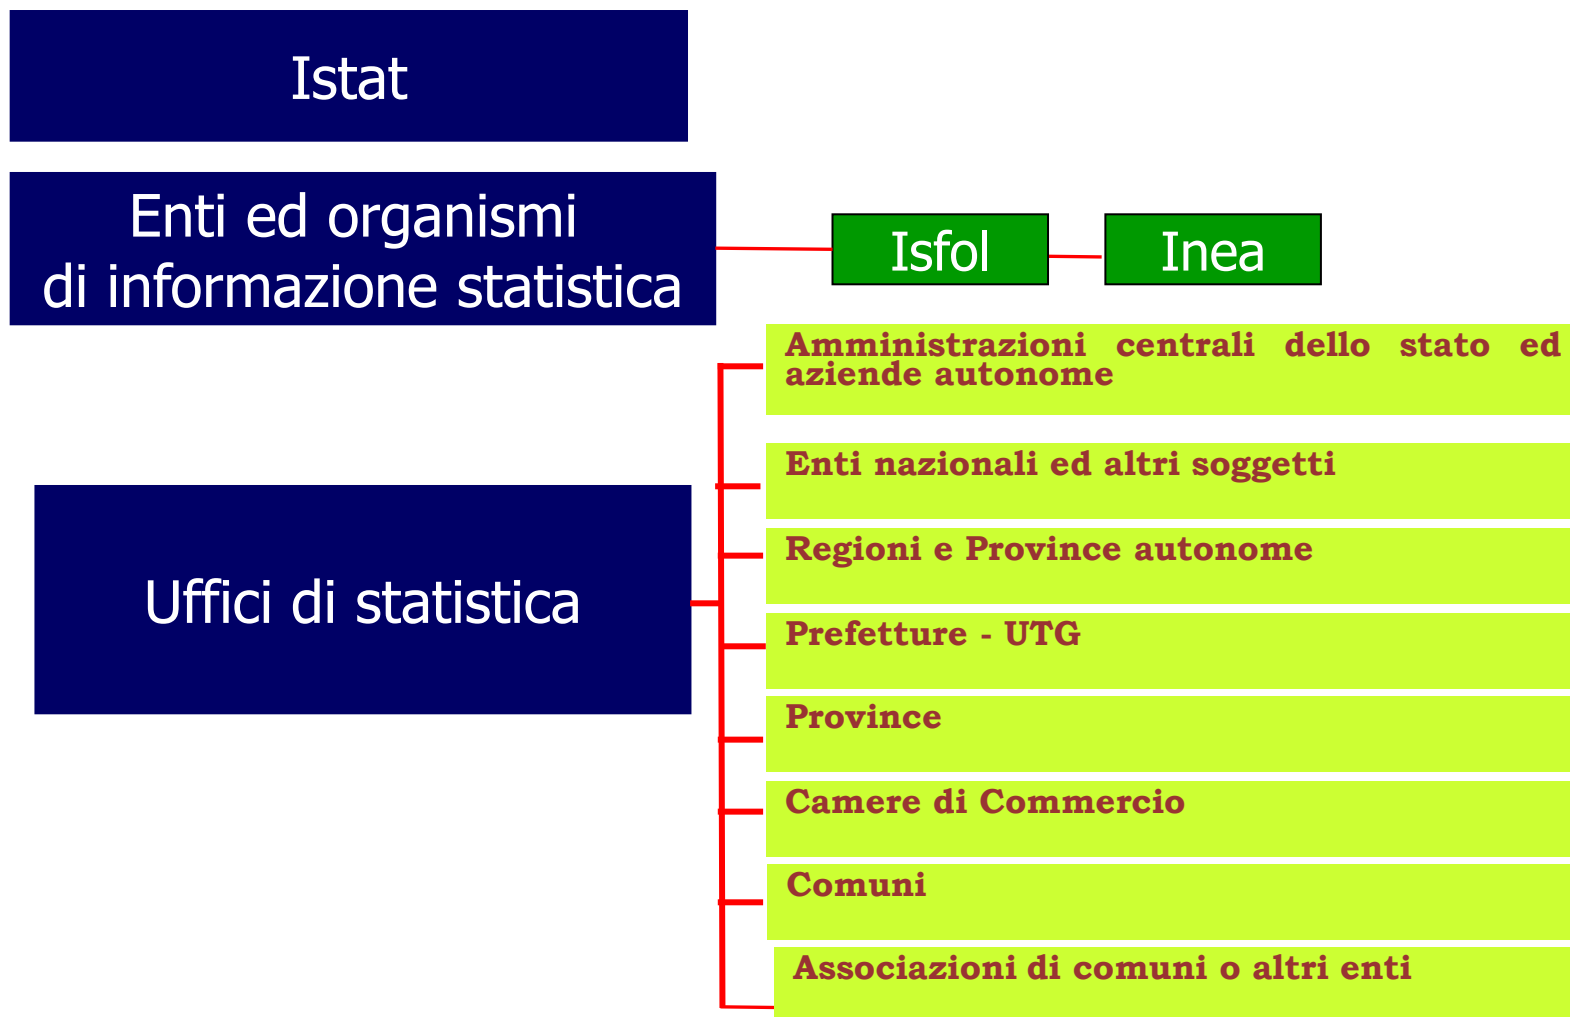 Istat
Enti ed organismi
di informazione statistica
Isfol
Inea
Amministrazioni centrali dello stato ed
aziende autonome
Enti nazionali ed altri soggetti
Regioni e Province autonome
Uffici di statistica
Prefetture - UTG
Province
Camere di Commercio
Comuni
Associazioni di comuni o altri enti